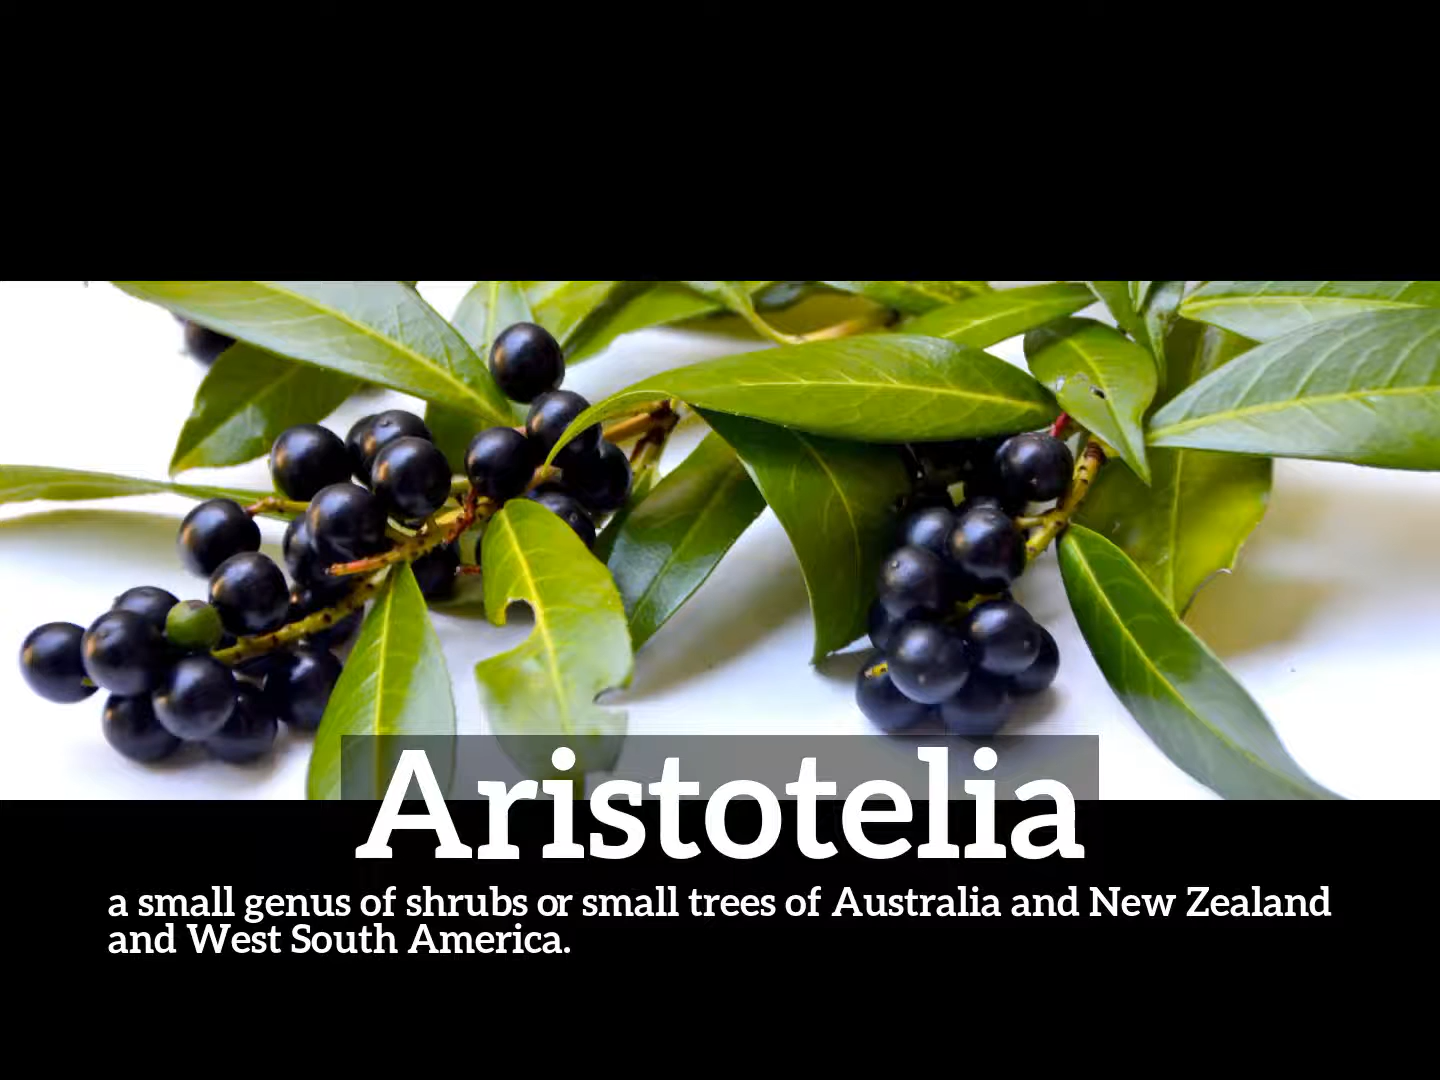 Aristotelia
a small genus of shrubs or small trees of Australia and New Zealand
and West South America.